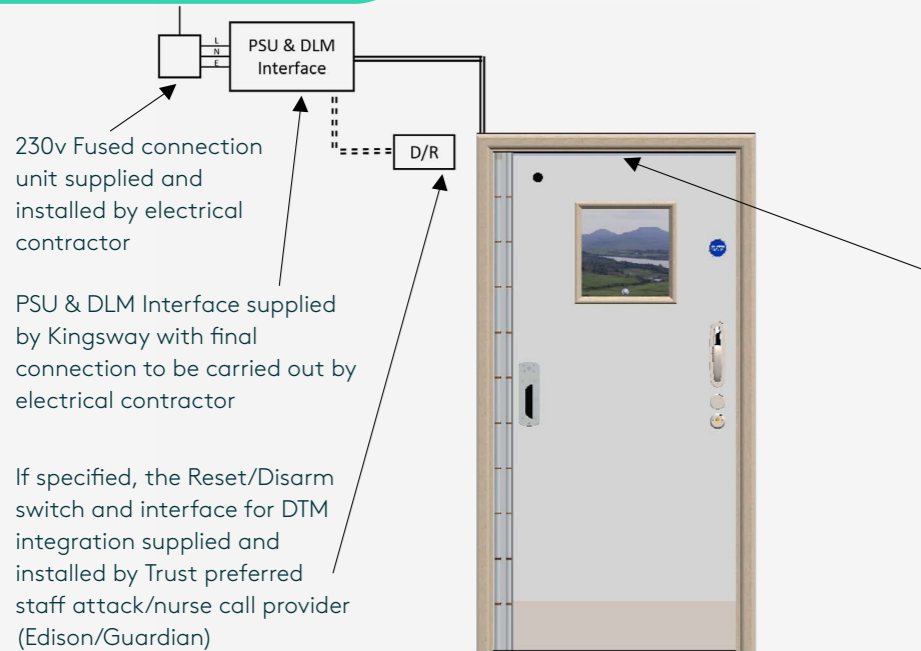 L
N
E
PSU & DLM
Interface
D/R
230v Fused connection
unit supplied and
installed by electrical
contractor
PSU & DLM Interface supplied
by Kingsway with final
connection to be carried out by
electrical contractor
If specified, the Reset/Disarm
switch and interface for DTM
integration supplied and
installed by Trust preferred
staff attack/nurse call provider
(Edison/Guardian)